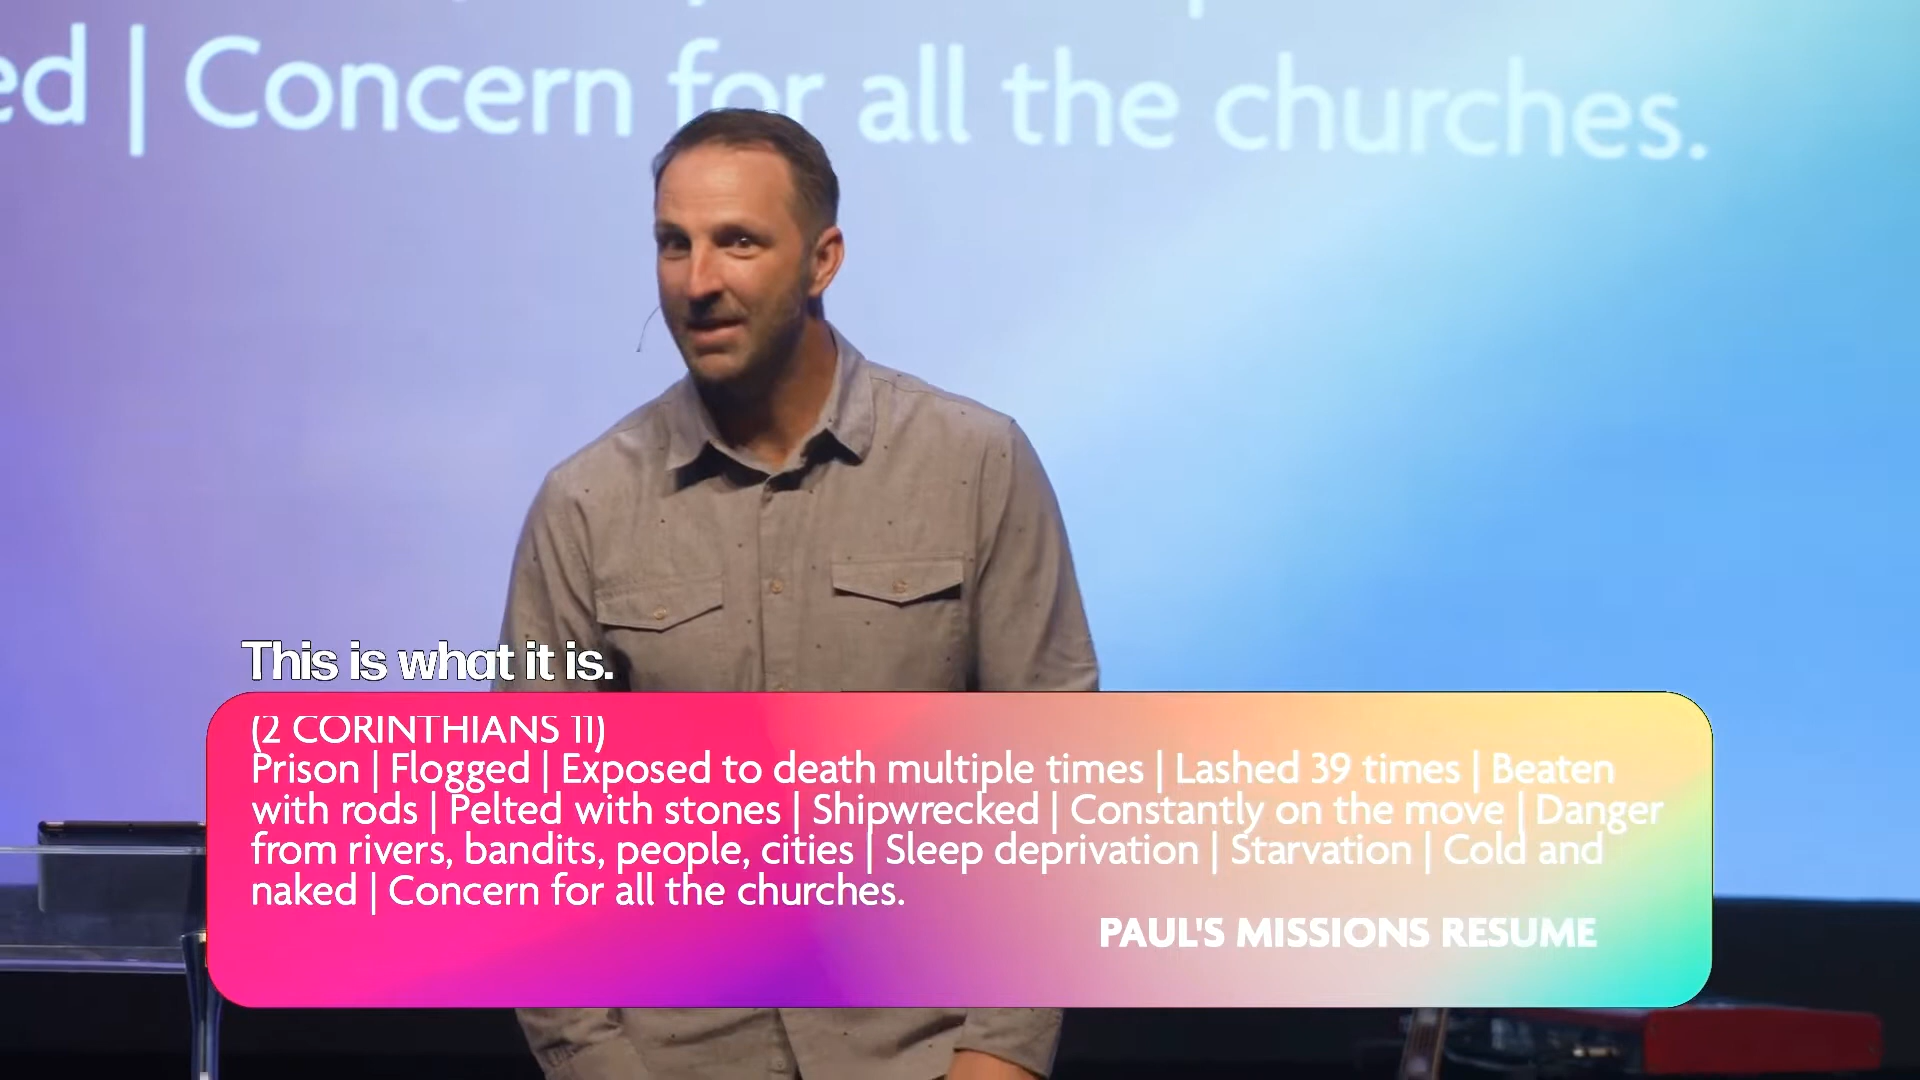 ed | Concern for all the churches.
This is what it is.
(2 CORINTHIANS 11)
Prison | Flogged | Exposed to death multiple times | Lashed 39 times | Beaten
with rods | Pelted with stones | Shipwrecked | Constantly on the move | Danger
from rivers, bandits, people, cities | Sleep deprivation | Starvation | Cold and
naked | Concern for all the churches.
PAUL'S MISSIONS RESUME